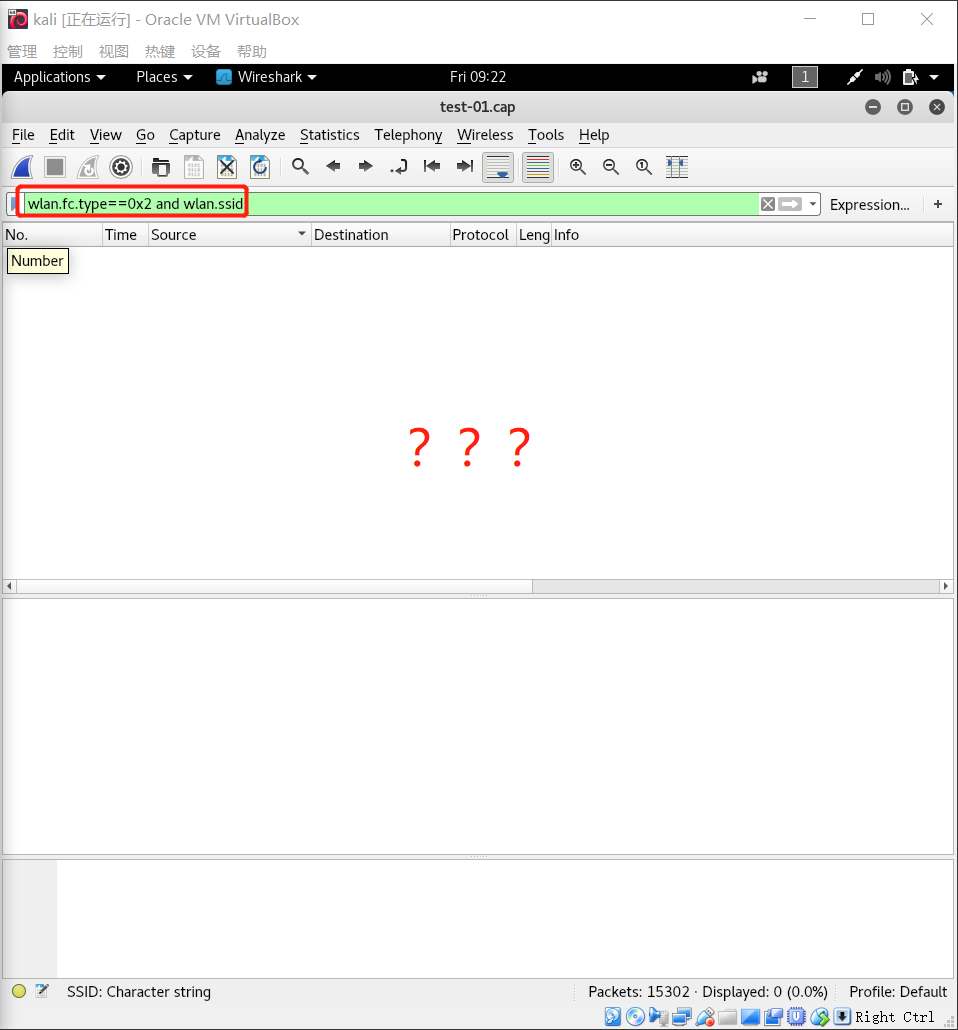 kali [正在运行] - Oracle VM VirtualBox
管理 控制 视图 热键 设备 帮助
Applications Places Wireshark Fri 09:22 1
test-01.cap
File Edit View Go Capture Analyze Statistics Telephony Wireless Tools Help
wlan.fc.type==0x2 and wlan.ssid Expression... +
No. Time Source Destination Protocol Leng Info
Number
? ? ?
SSID: Character string Packets: 15302 · Displayed: 0 (0.0%) Profile: Default
Right Ctrl